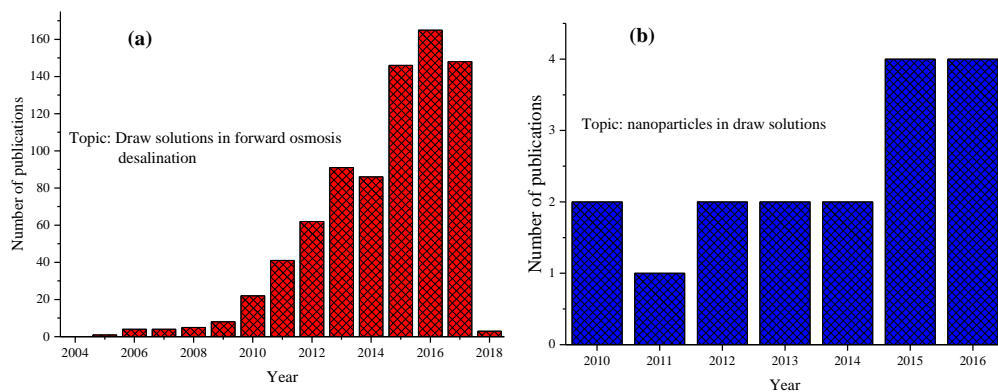 (a)
Number of publications
160
140
120
100
80
60
40
20
0
Topic: Draw solutions in forward osmosis
desalination
2004 2006 2008 2010 2012 2014 2016 2018
Year
(b)
Number of publications
4
3
2
1
0
Topic: nanoparticles in draw solutions
2010 2011 2012 2013 2014 2015 2016
Year